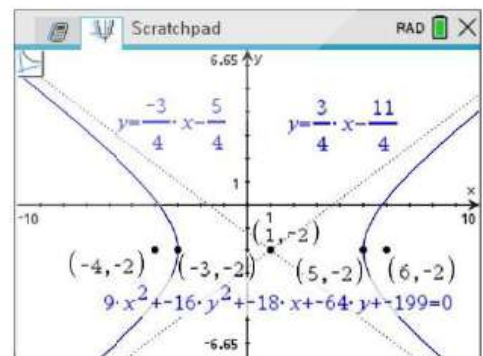 Scratchpad RAD
6.65 y
y=-3/4·x-5/4 y=3/4·x-11/4
1
x
-10 1 10
(1,-2)
(-4,-2) (-3,-2) (5,-2) (6,-2)
9·x²+-16·y²+-18·x+-64·y+-199=0
-6.65